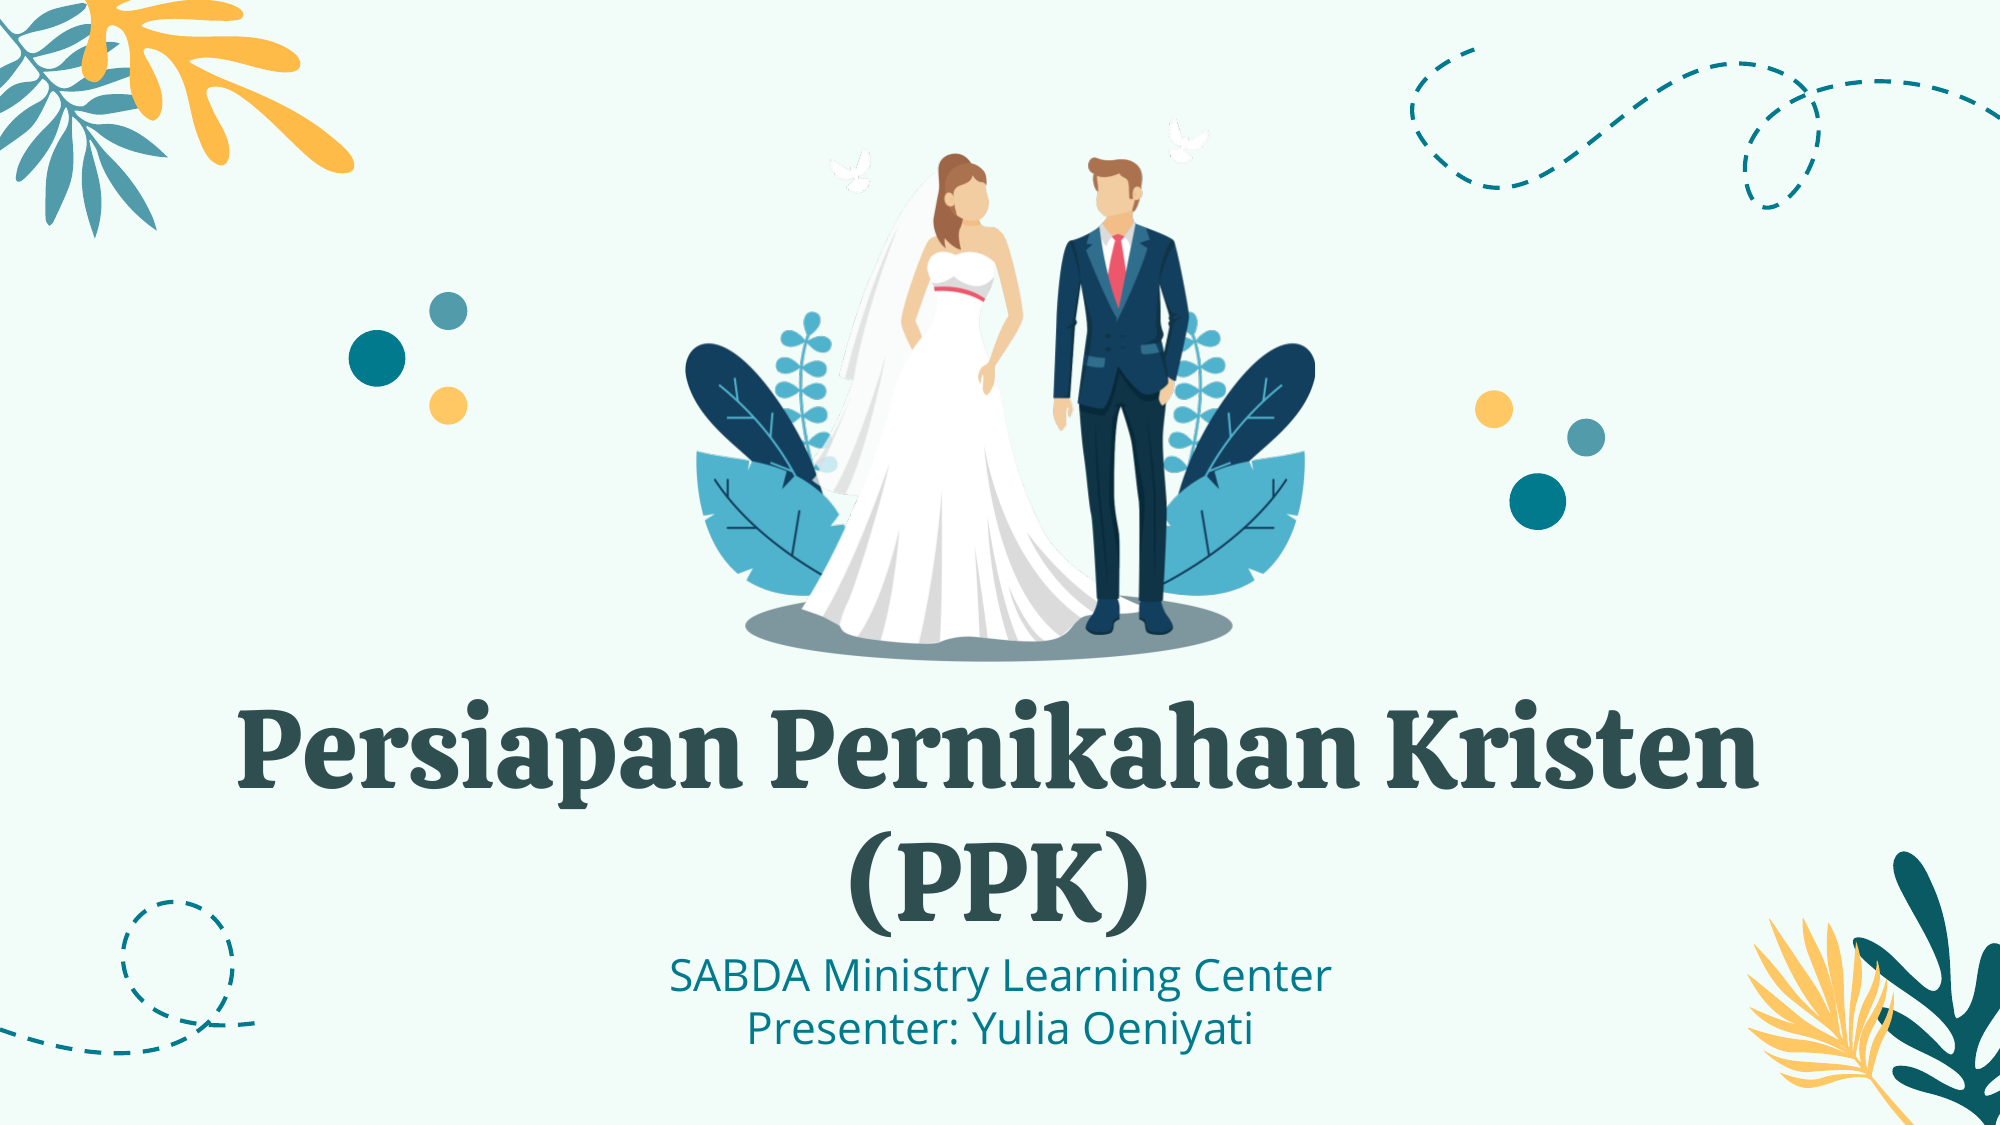 Persiapan Pernikahan Kristen
(PPK)
SABDA Ministry Learning Center
Presenter: Yulia Oeniyati